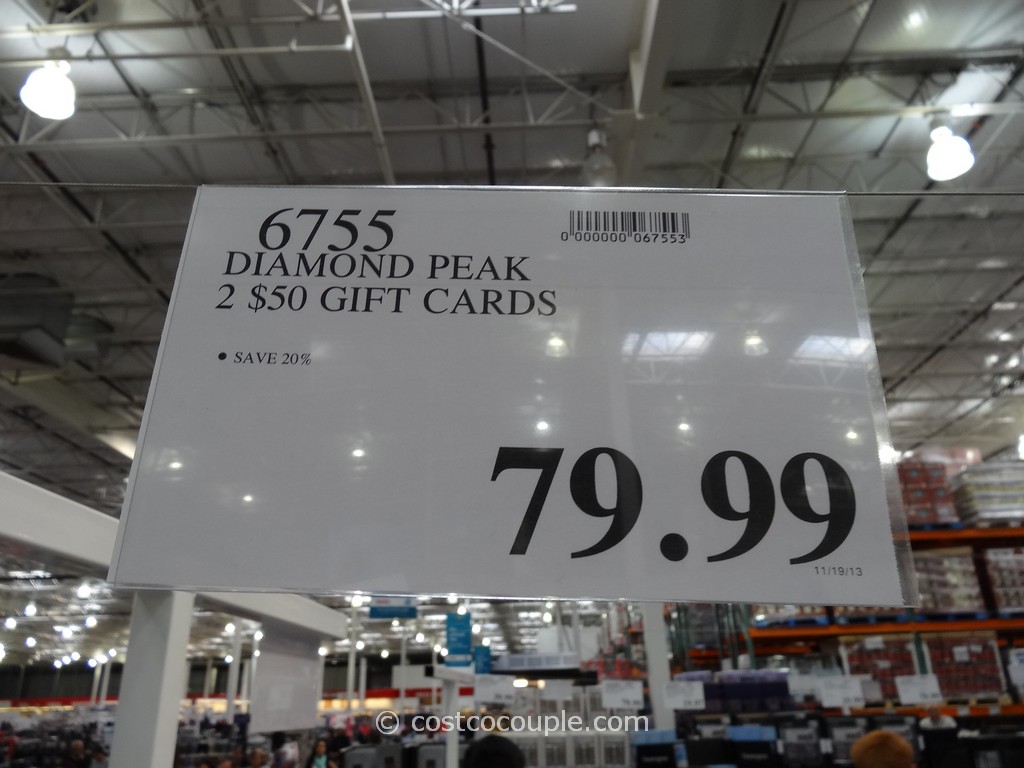 6755
0 000000 067553
DIAMOND PEAK
2 $50 GIFT CARDS
• SAVE 20%
79.99
11/19/13
© costcocouple.com